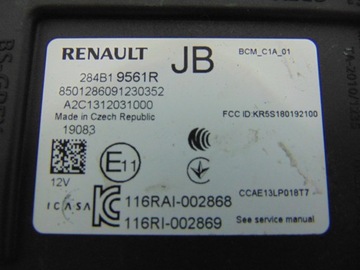 RENAULT JB BCM_C1A_01
284B1 9561R
8501286091230352
A2C1312031000
Made in Czech Republic
FCC ID:KR5S180192100
19083
E11
12V
ICASA
116RAI-002868
116RI-002869
CCAE13LP018T7
See service manual